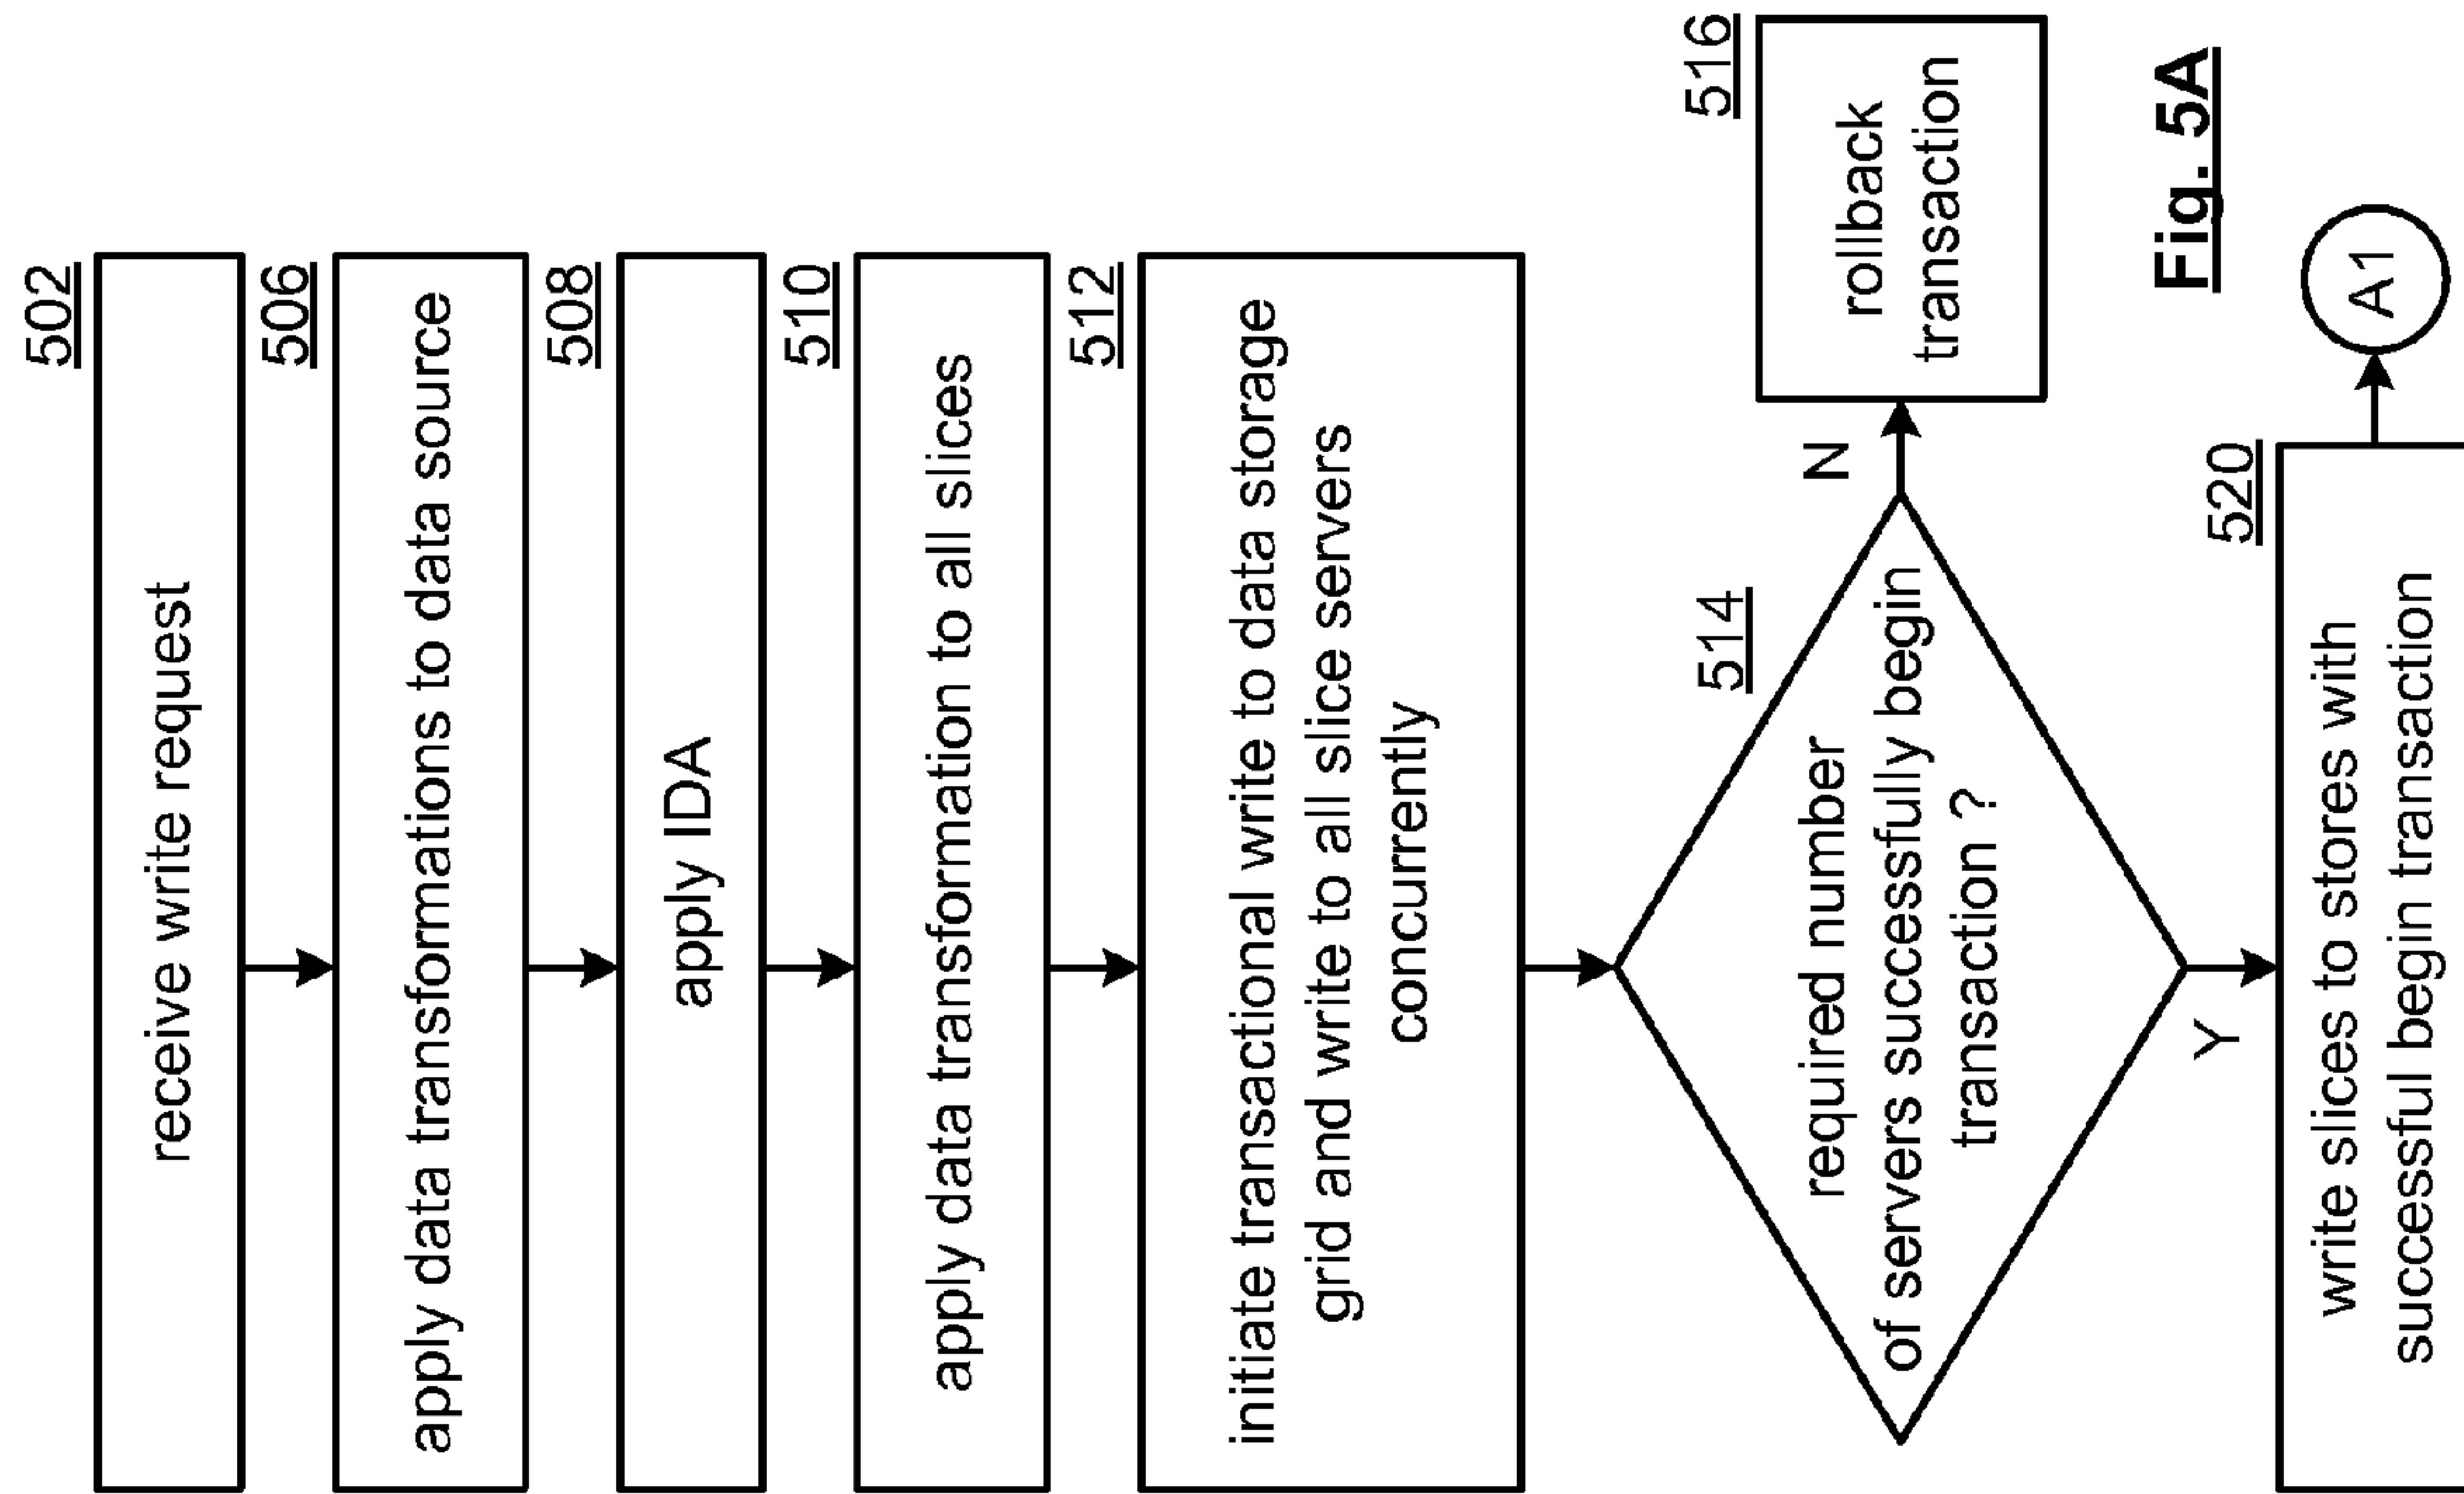 502
receive write request
506
apply data transformations to data source
508
apply IDA
510
apply data transformation to all slices
512
initiate transactional write to data storage
grid and write to all slice servers
concurrently
514
required number
of servers successfully begin
transaction ?
N
516
rollback
transaction
Y
520
write slices to stores with
successful begin transaction
A1
Fig. 5A